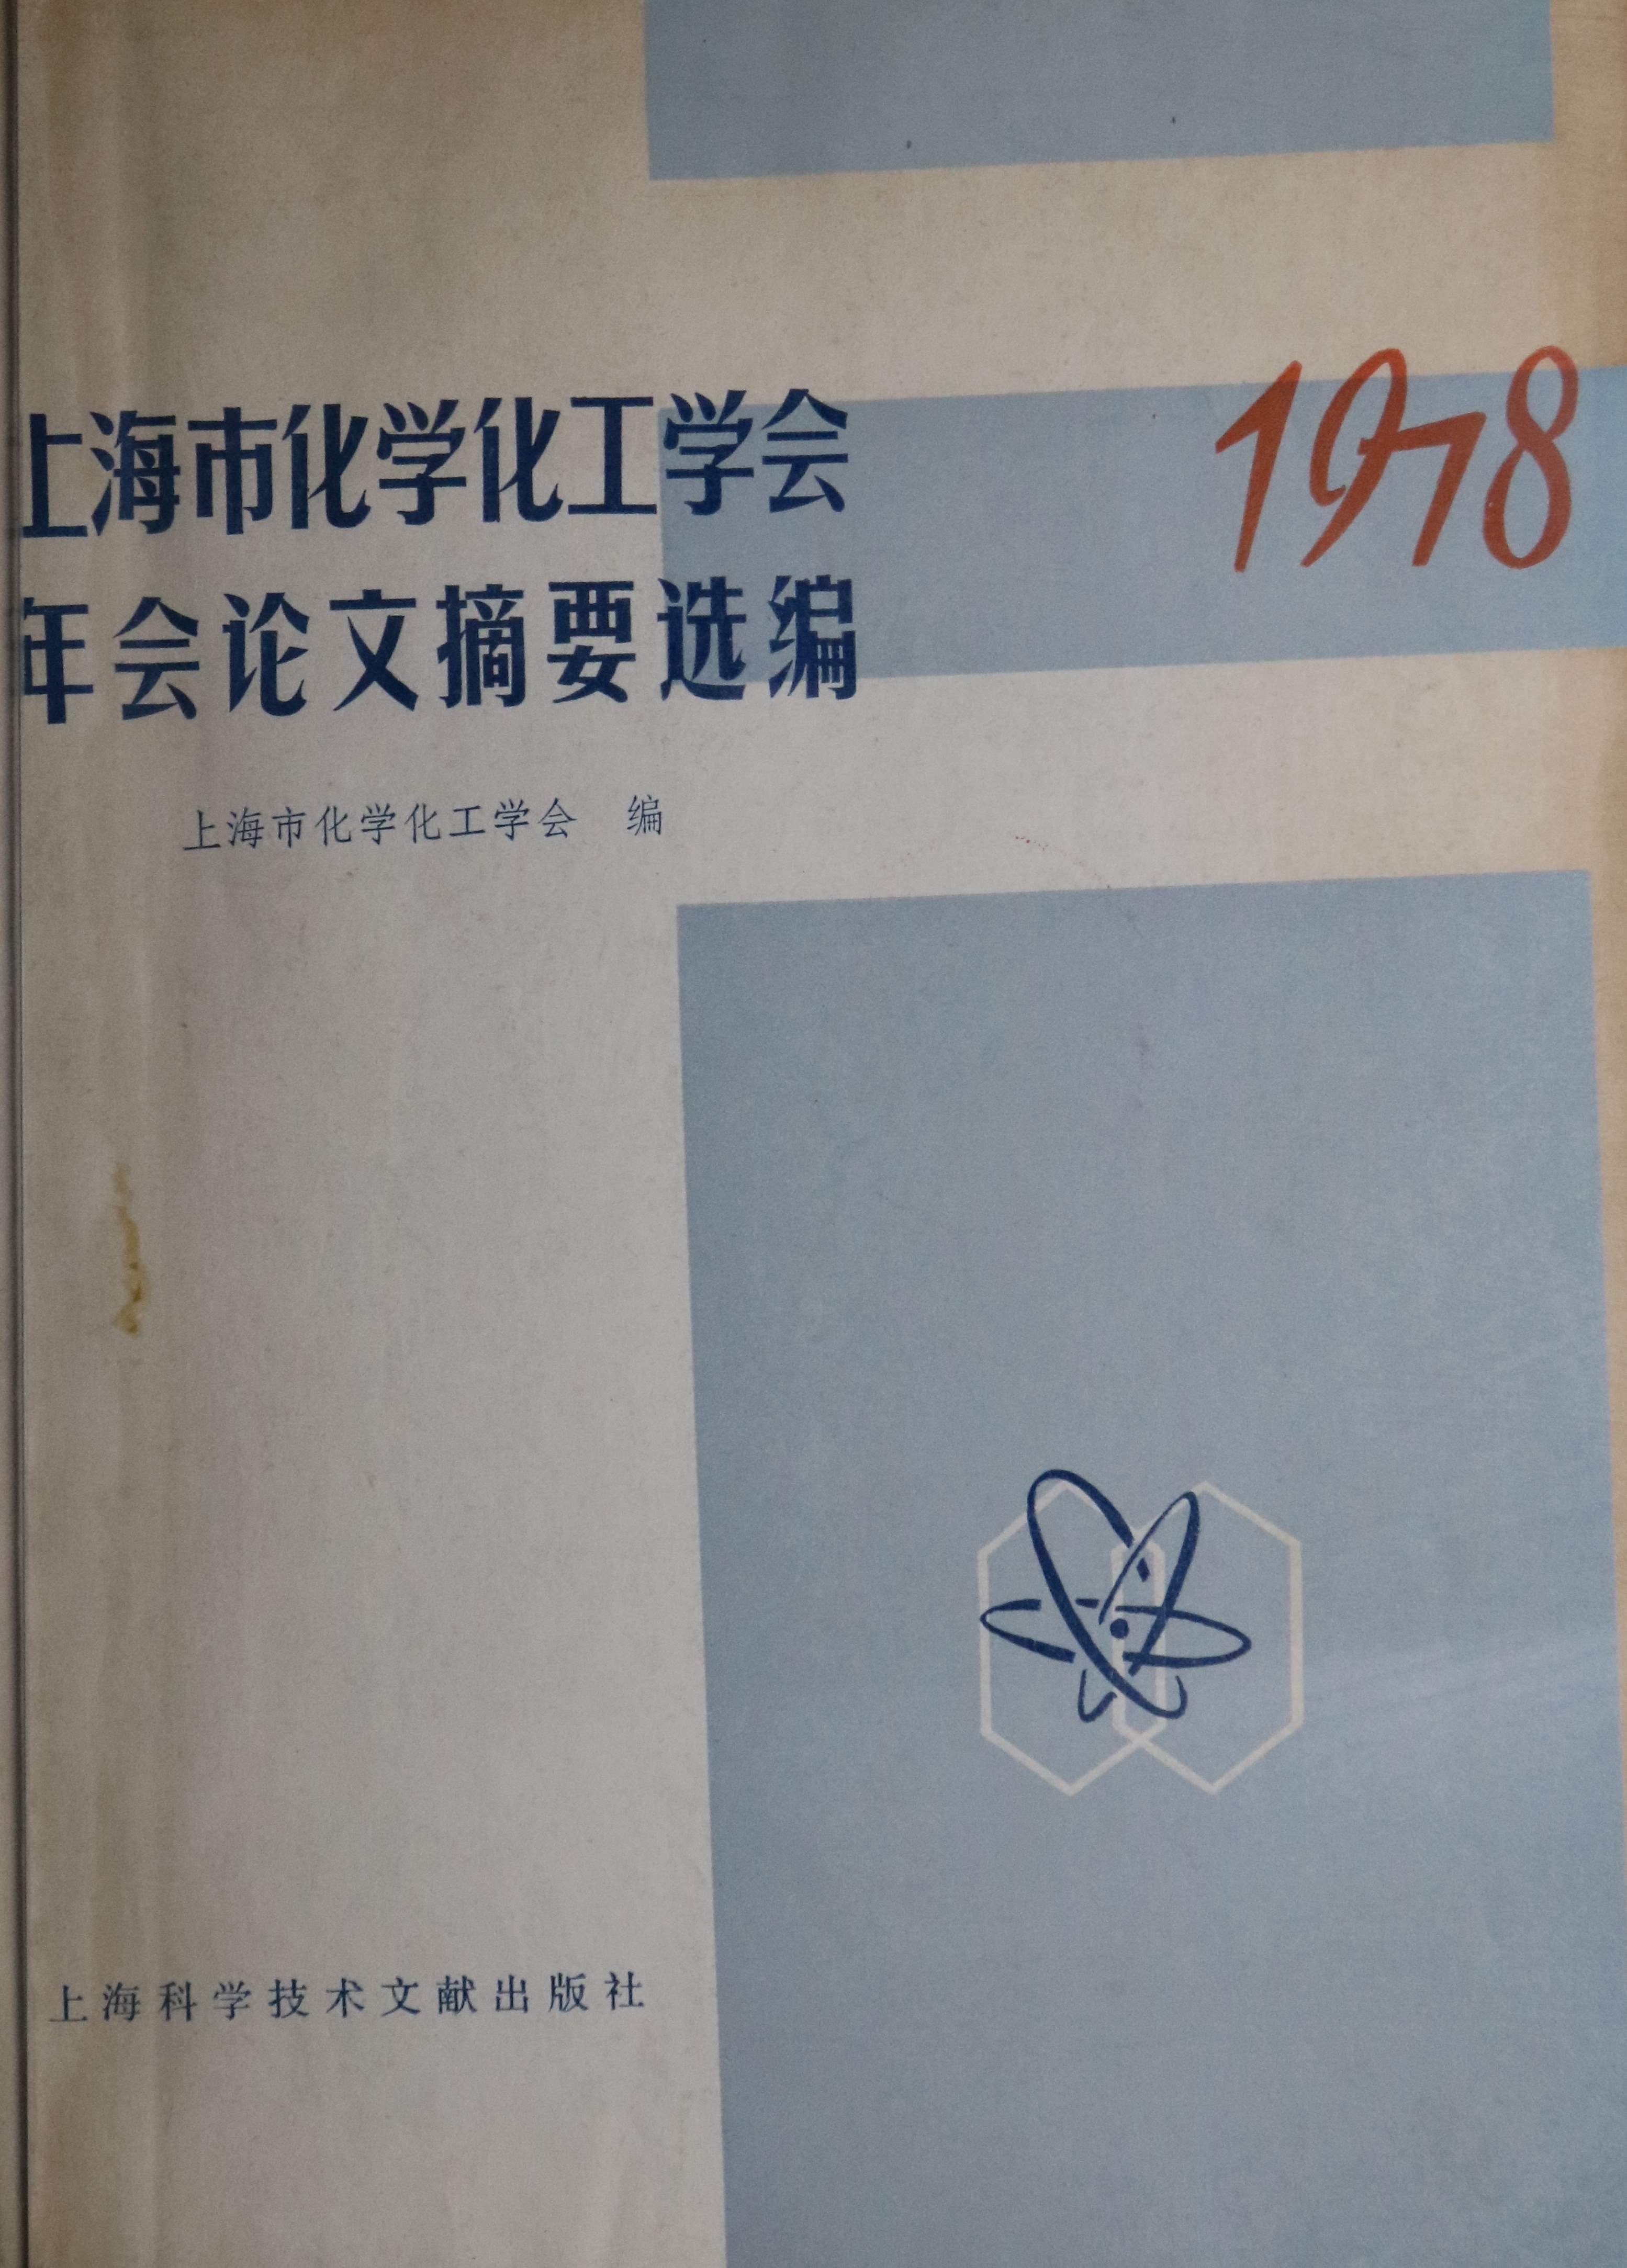 1978
上海市化学化工学会
年会论文摘要选编
上海市化学化工学会 编
上海科学技术文献出版社